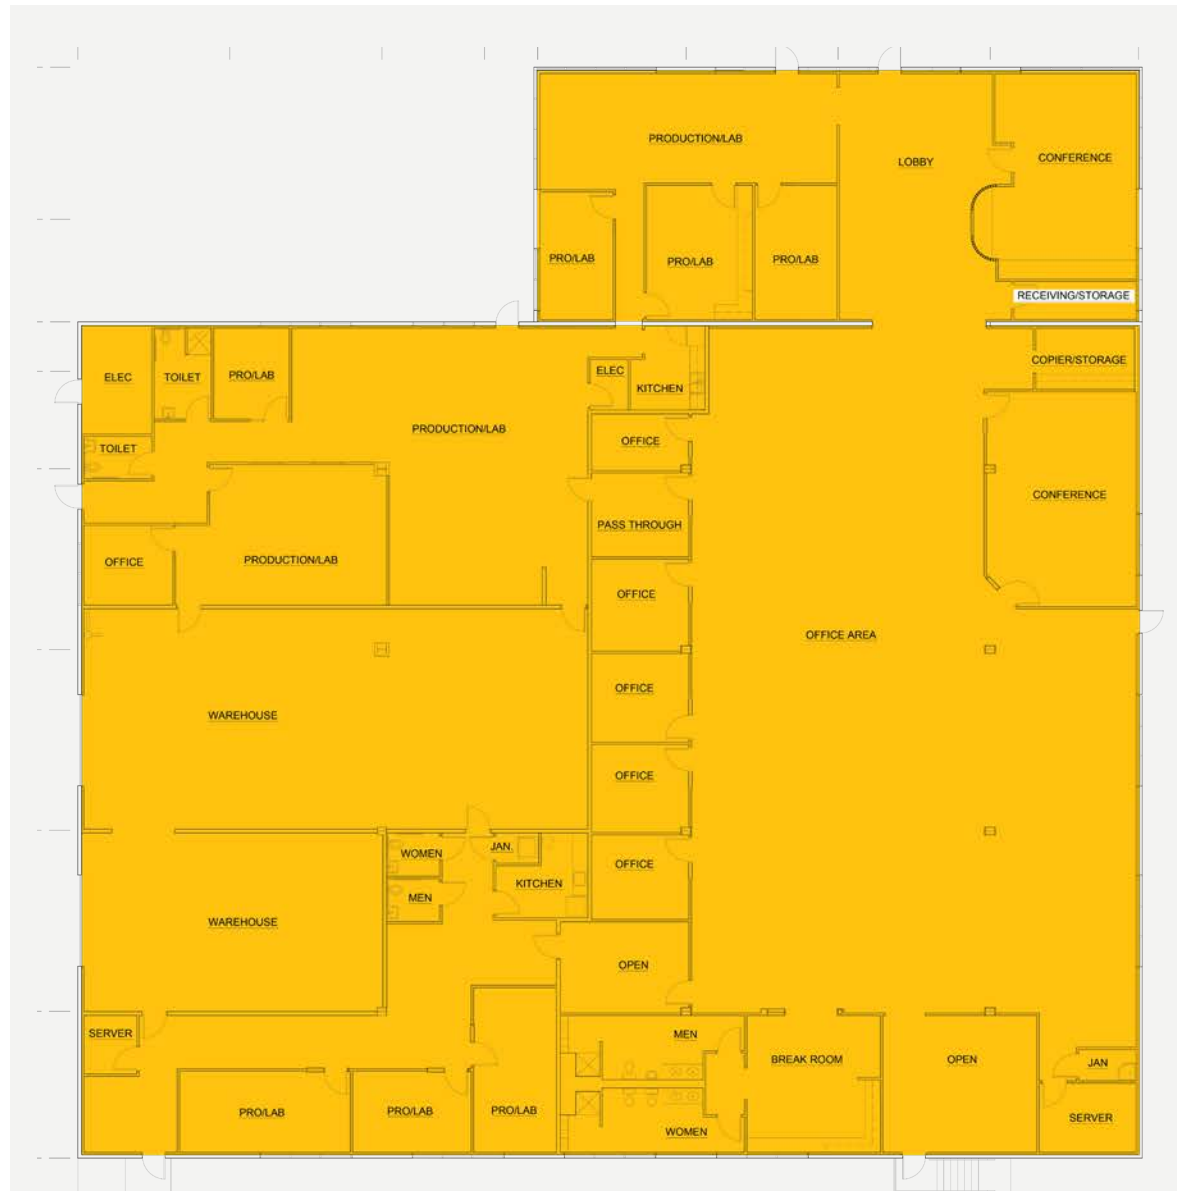 PRODUCTION/LAB
LOBBY
CONFERENCE
PRO/LAB
PRO/LAB
PRO/LAB
RECEIVING/STORAGE
ELEC
TOILET
PRO/LAB
ELEC
KITCHEN
COPIER/STORAGE
PRODUCTION/LAB
OFFICE
TOILET
CONFERENCE
PASS THROUGH
OFFICE
PRODUCTION/LAB
OFFICE
OFFICE AREA
OFFICE
WAREHOUSE
OFFICE
WOMEN
JAN.
OFFICE
KITCHEN
MEN
WAREHOUSE
OPEN
SERVER
MEN
BREAK ROOM
OPEN
JAN
PRO/LAB
PRO/LAB
PRO/LAB
WOMEN
SERVER